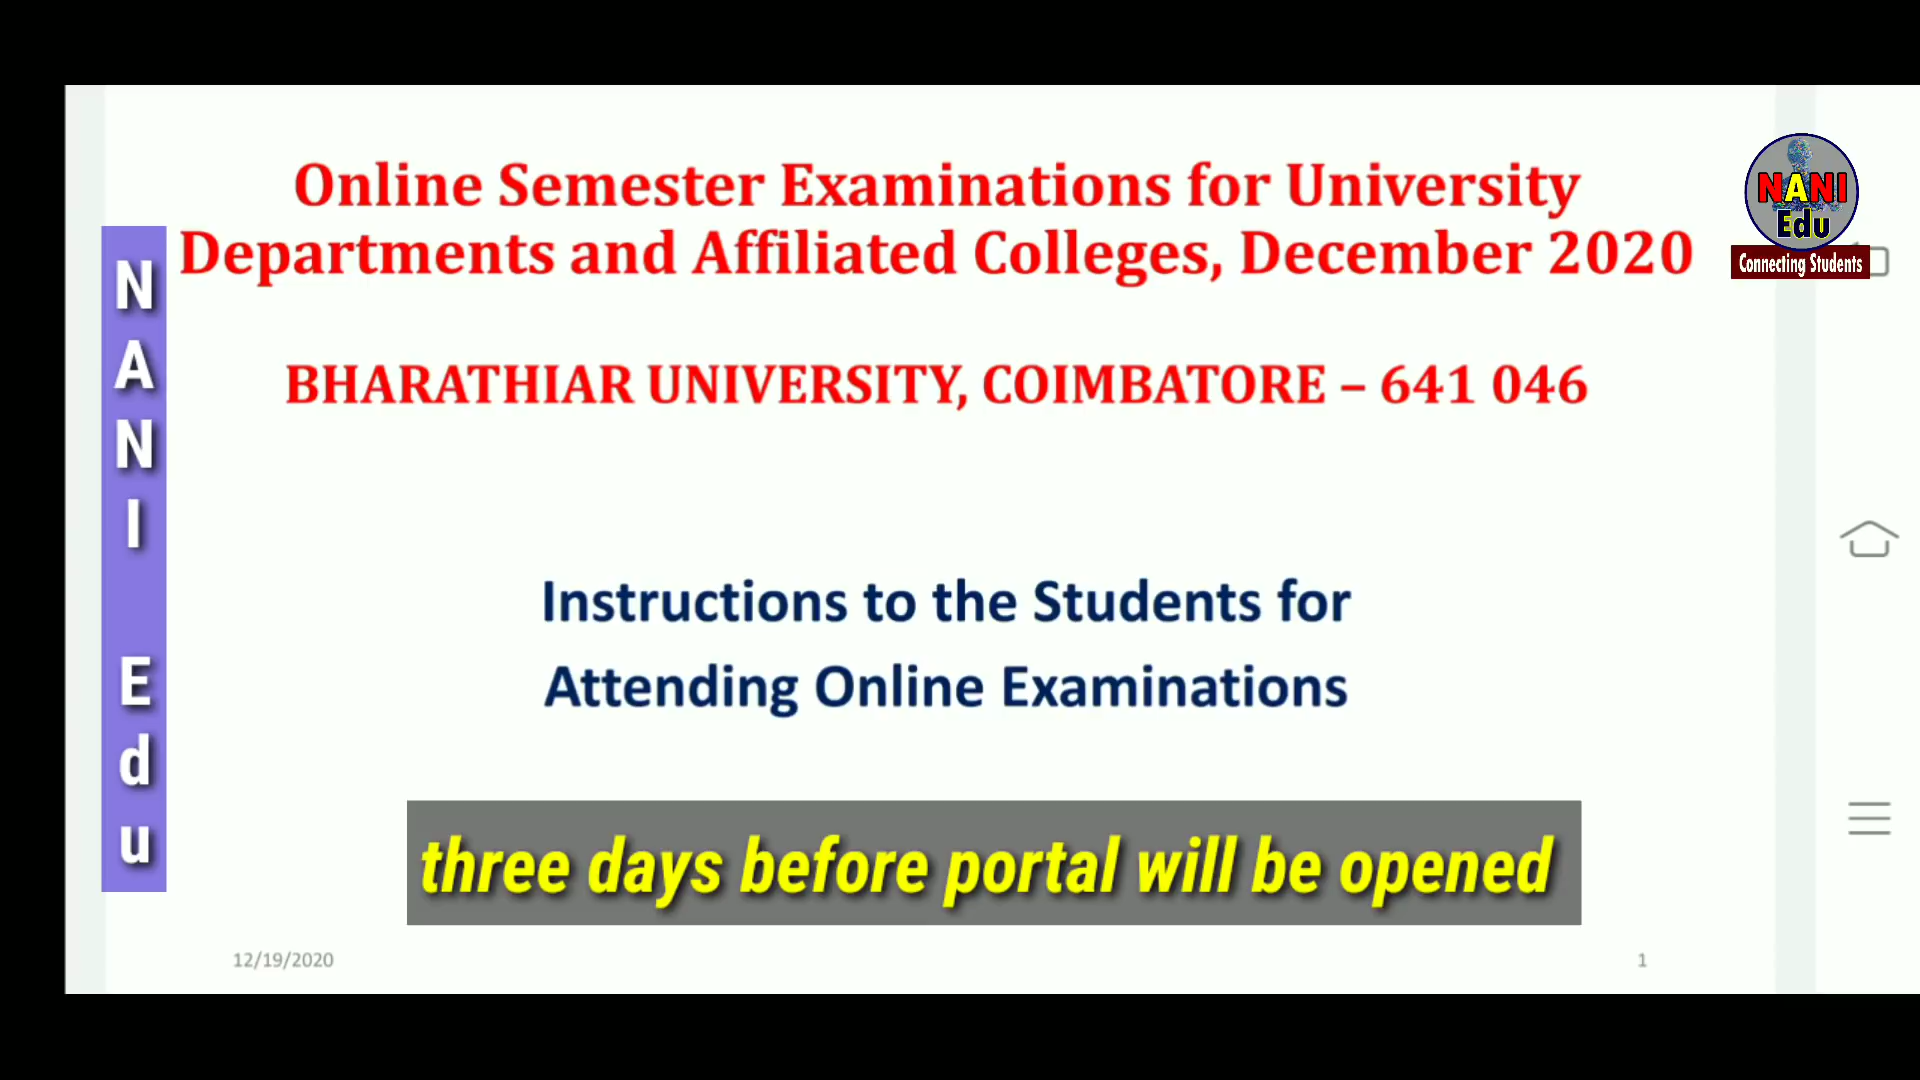 Online Semester Examinations for University
Departments and Affiliated Colleges, December 2020
BHARATHIAR UNIVERSITY, COIMBATORE – 641 046
Instructions to the Students for
Attending Online Examinations
three days before portal will be opened
12/19/2020
1
NANI Edu
NANI
Edu
Connecting Students